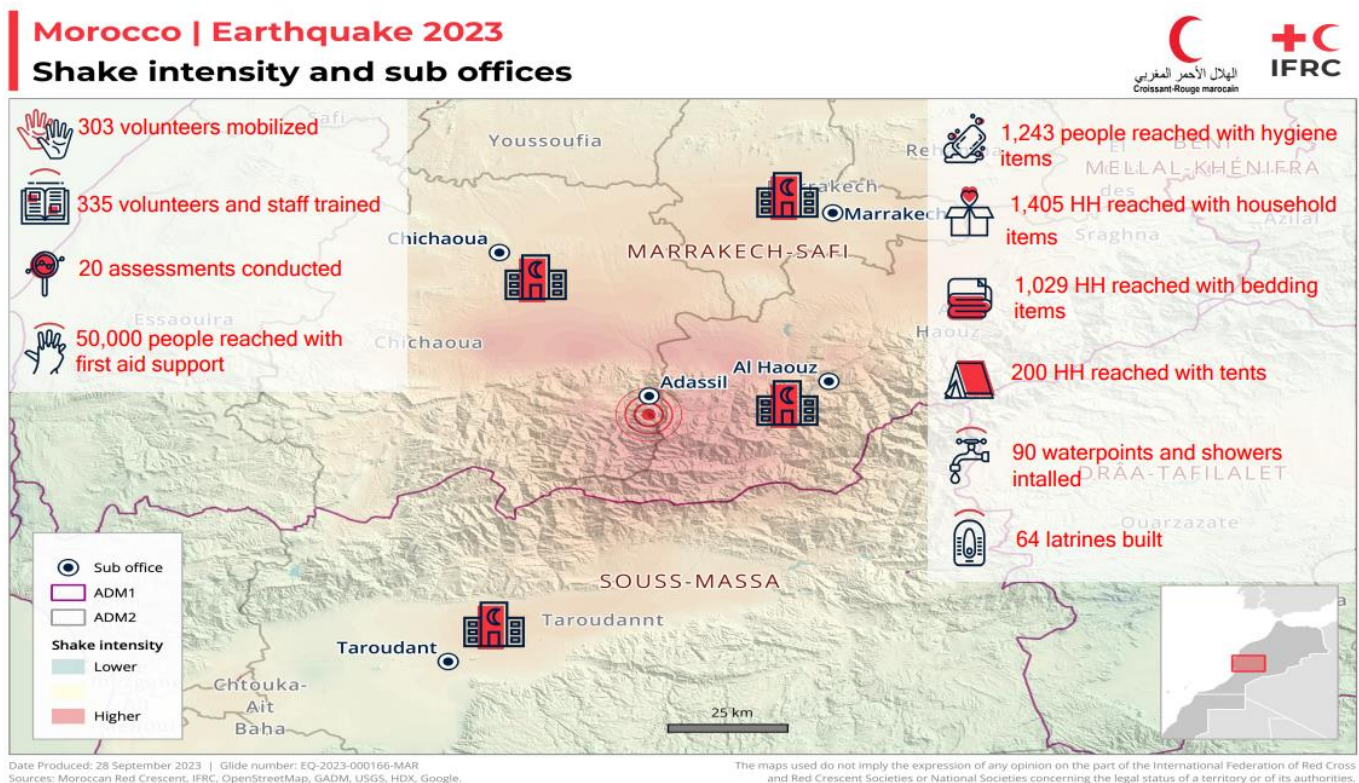 Morocco | Earthquake 2023
Shake intensity and sub offices
الهلال الأحمر المغربي
Croissant-Rouge marocain
IFRC
303 volunteers mobilized
335 volunteers and staff trained
20 assessments conducted
50,000 people reached with
first aid support
1,243 people reached with hygiene
items
1,405 HH reached with household
items
1,029 HH reached with bedding
items
200 HH reached with tents
90 waterpoints and showers
intalled
64 latrines built
Safi
Youssoufia
BÉNI
MELLAL-KHÉNIFRA
El
des
Sraghna
Azilal
Marrakech
Chichaoua
MARRAKECH-SAFI
Essaouira
Chichaoua
Haouz
Al Haouz
Adassil
DRÂA-TAFILALET
Ouarzazate
SOUSS-MASSA
Taroudannt
Taroudant
Chtouka-
Ait
Baha
25 km
Sub office
ADM1
ADM2
Shake intensity
Lower
Higher
Date Produced: 28 September 2023 | Glide number: EQ-2023-000166-MAR
Sources: Moroccan Red Crescent, IFRC, OpenStreetMap, GADM, USGS, HDX, Google.
The maps used do not imply the expression of any opinion on the part of the International Federation of Red Cross
and Red Crescent Societies or National Societies concerning the legal status of a territory or of its authorities.